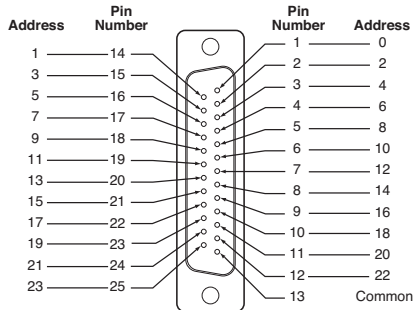 Address Pin Number Pin Number Address
1 14 1 0
3 15 2 2
5 16 3 4
7 17 4 6
9 18 5 8
11 19 6 10
13 20 7 12
15 21 8 14
17 22 9 16
19 23 10 18
21 24 11 20
23 25 12 22
13 Common